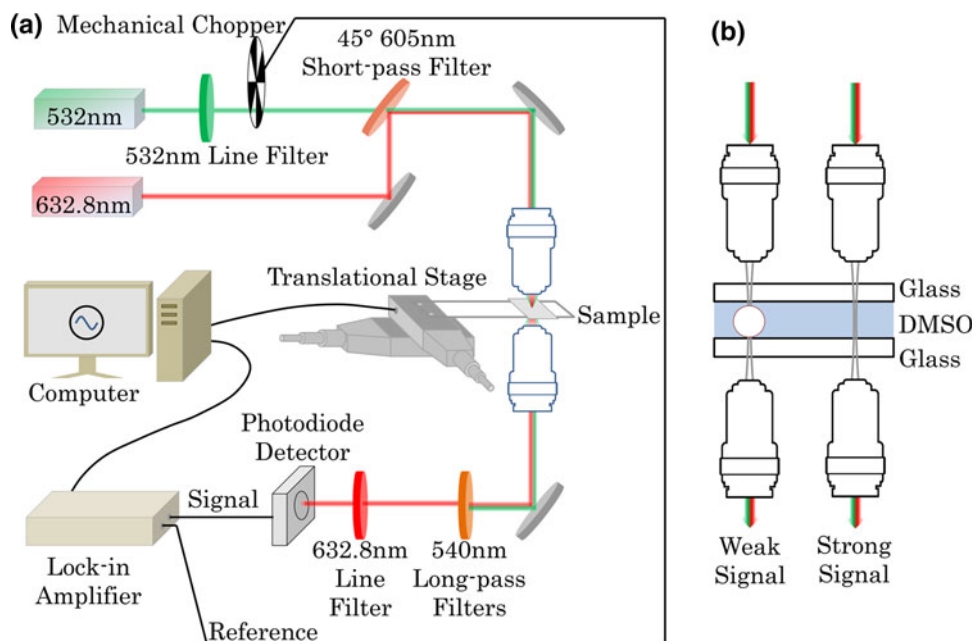 (a)
Mechanical Chopper
45° 605nm
Short-pass Filter
532nm
532nm Line Filter
632.8nm
Translational Stage
Sample
Computer
Photodiode
Detector
Signal
Lock-in
Amplifier
632.8nm
Line
Filter
540nm
Long-pass
Filters
Reference
(b)
Glass
DMSO
Glass
Weak
Signal
Strong
Signal